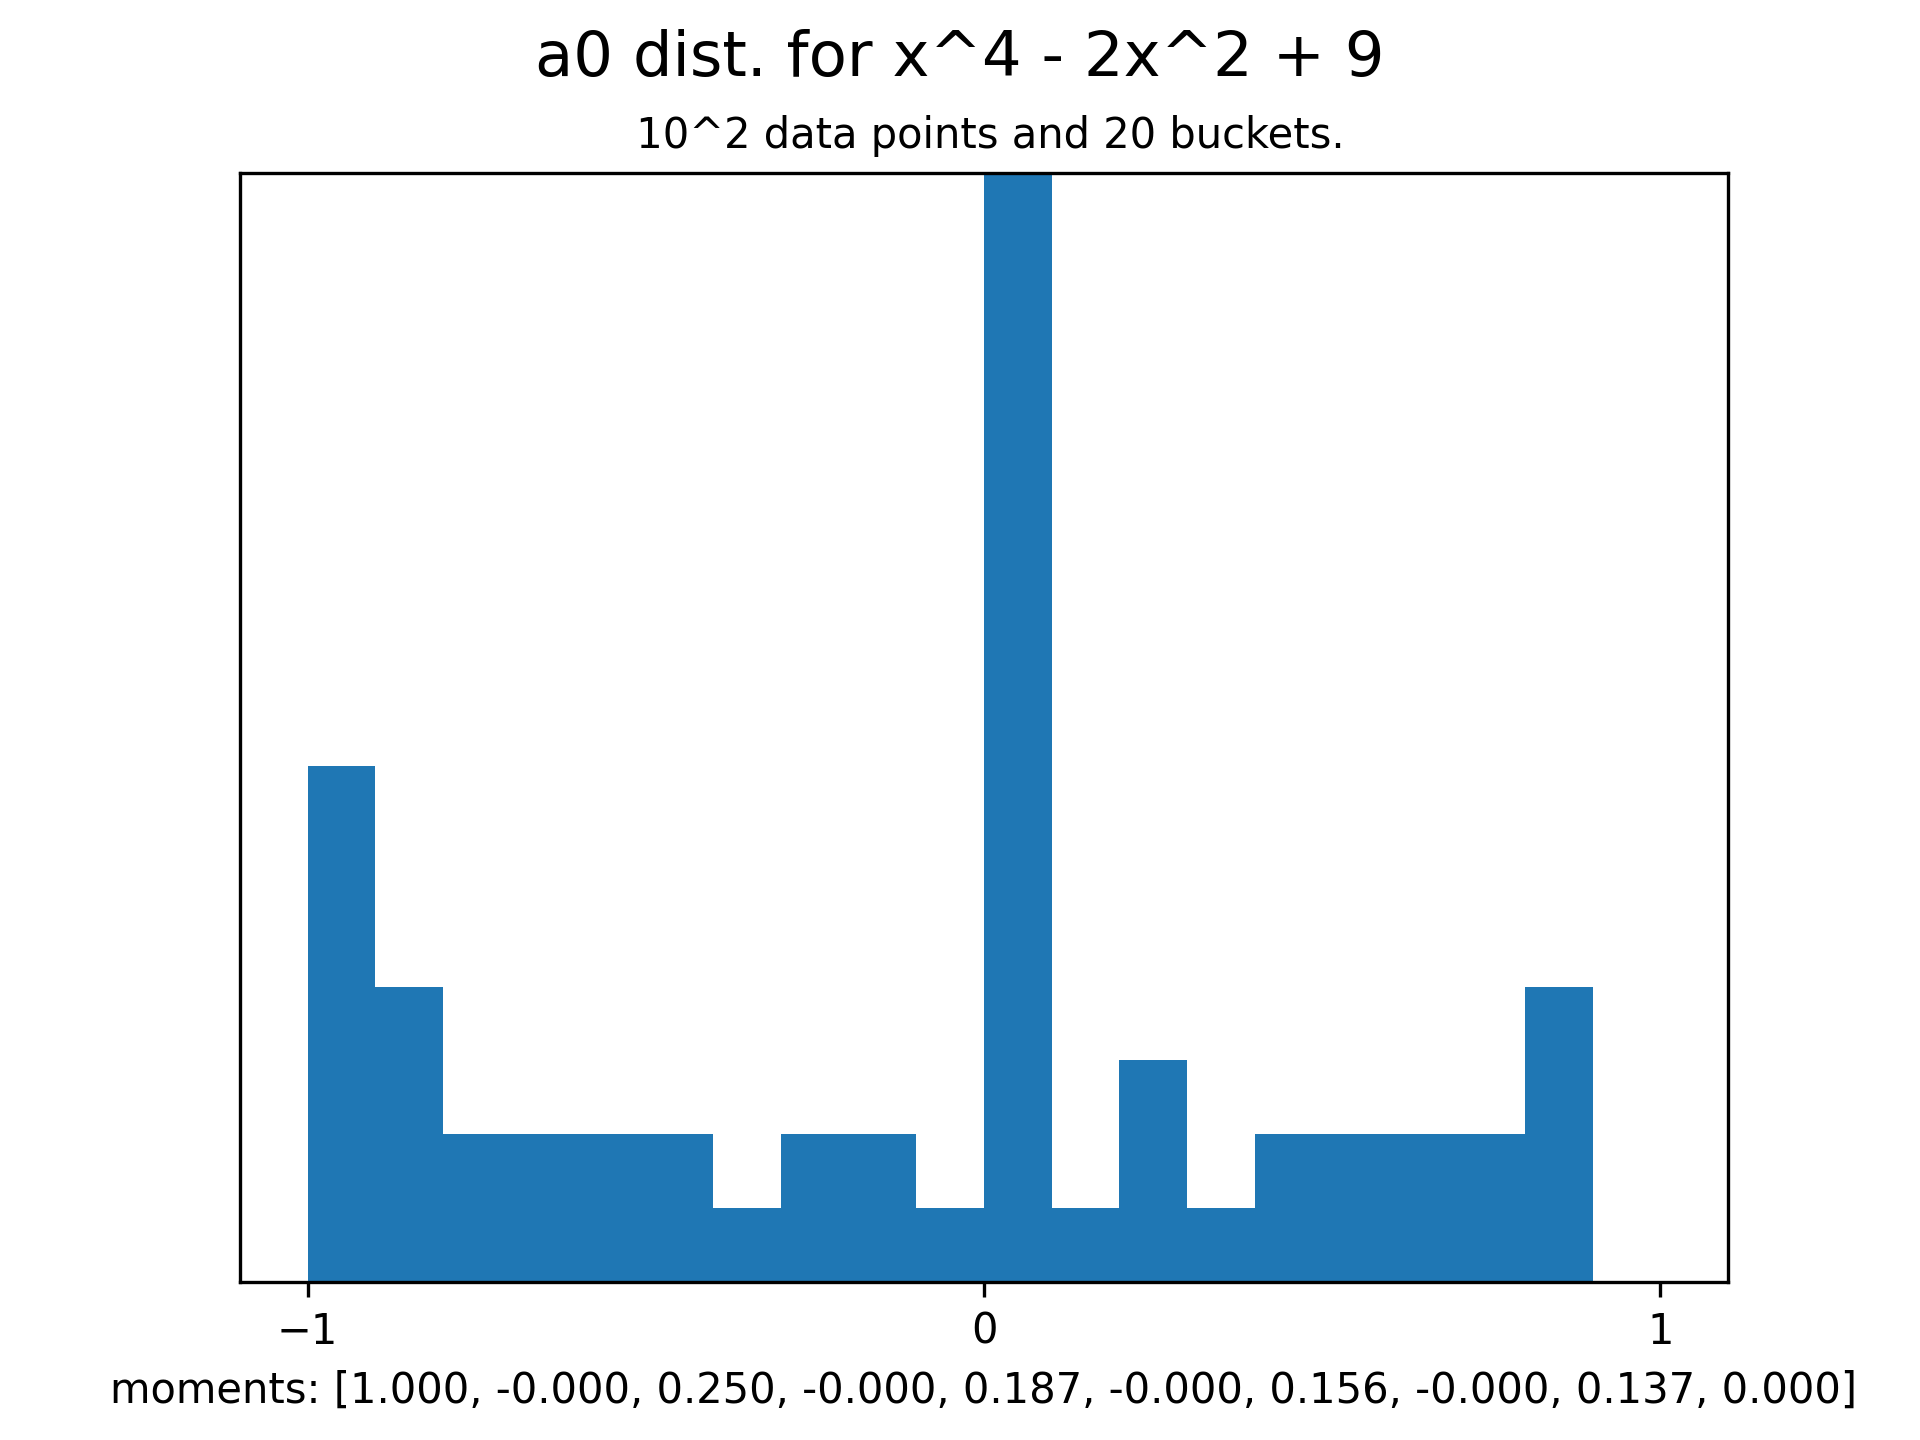 a0 dist. for x^4 - 2x^2 + 9
10^2 data points and 20 buckets.
−1 0 1
moments: [1.000, -0.000, 0.250, -0.000, 0.187, -0.000, 0.156, -0.000, 0.137, 0.000]